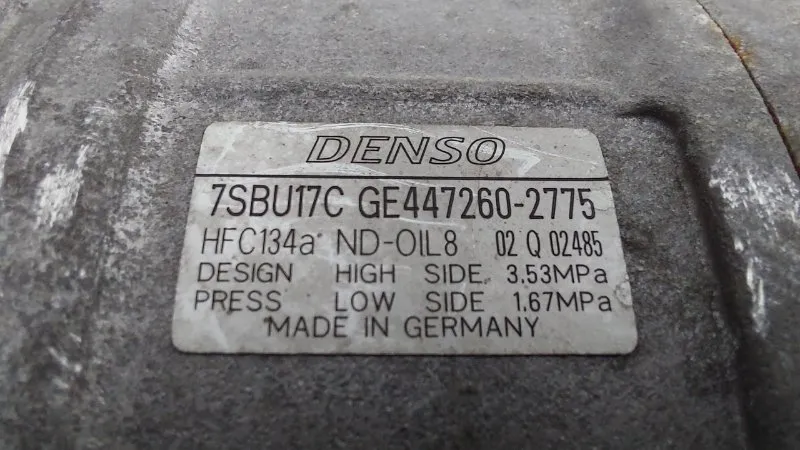 DENSO
7SBU17C GE447260-2775
HFC134a ND-OIL8 02 Q 02485
DESIGN HIGH SIDE 3.53MPa
PRESS LOW SIDE 1.67MPa
MADE IN GERMANY